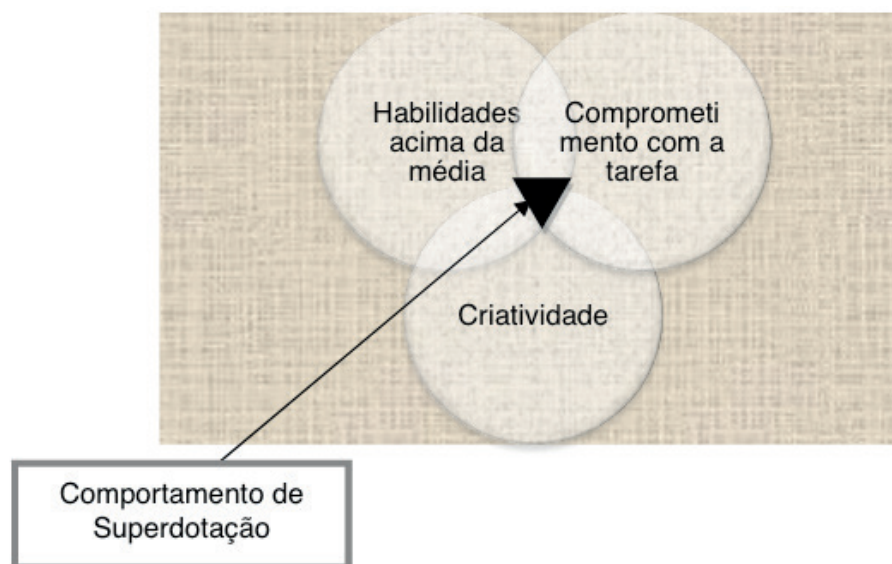 Habilidades
acima da
média
Comprometi
mento com a
tarefa
Criatividade
Comportamento de
Superdotação